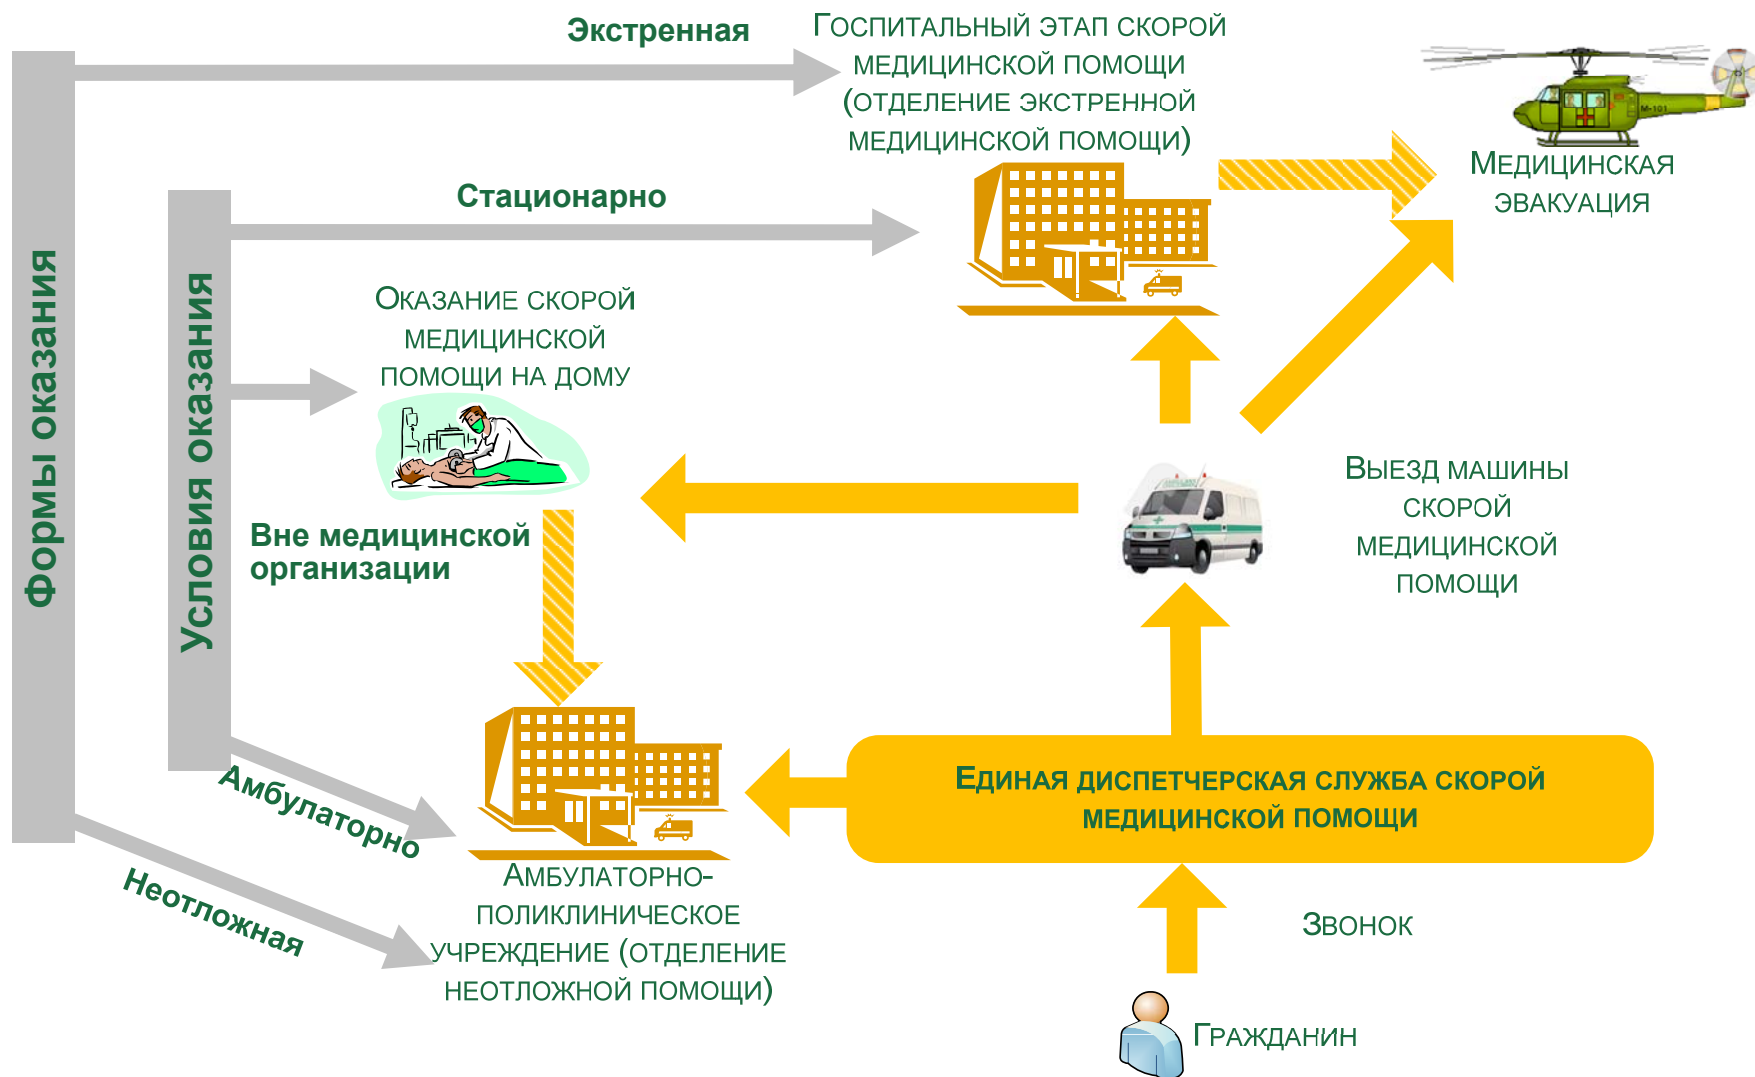 Экстренная
Госпитальный этап скорой
медицинской помощи
(отделение экстренной
медицинской помощи)
М-101
Медицинская
эвакуация
Стационарно
Формы оказания
Условия оказания
Оказание скорой
медицинской
помощи на дому
Вне медицинской
организации
Выезд машины
скорой
медицинской
помощи
Единая диспетчерская служба скорой
медицинской помощи
Амбулаторно
Неотложная
Амбулаторно-
поликлиническое
учреждение (отделение
неотложной помощи)
Звонок
Гражданин